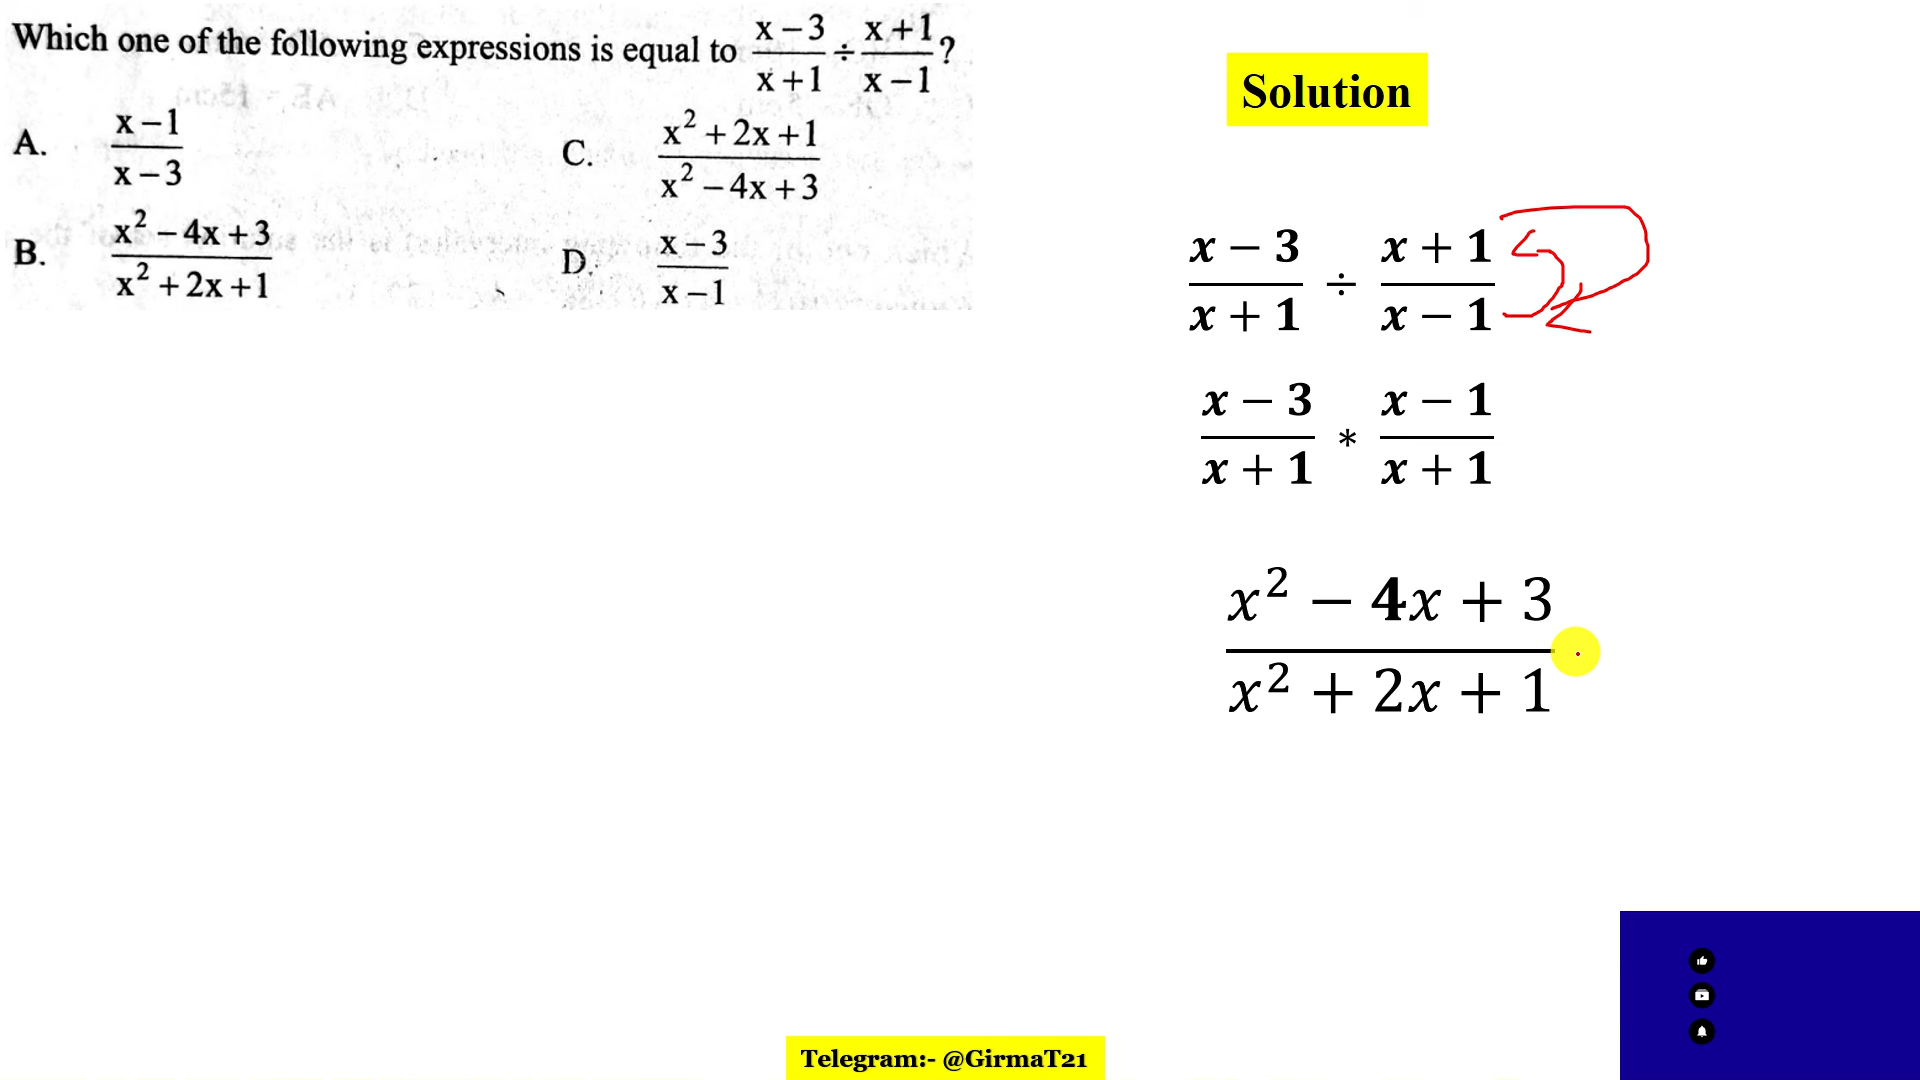 Which one of the following expressions is equal to (x – 3)/(x + 1) ÷ (x + 1)/(x – 1)?
A. (x – 1)/(x – 3)
C. (x² + 2x + 1)/(x² – 4x + 3)
B. (x² – 4x + 3)/(x² + 2x + 1)
D. (x – 3)/(x – 1)
Solution
(x − 3)/(x + 1) ÷ (x + 1)/(x − 1)
(x − 3)/(x + 1) * (x − 1)/(x + 1)
(x² − 4x + 3)/(x² + 2x + 1)
Telegram:- @GirmaT21